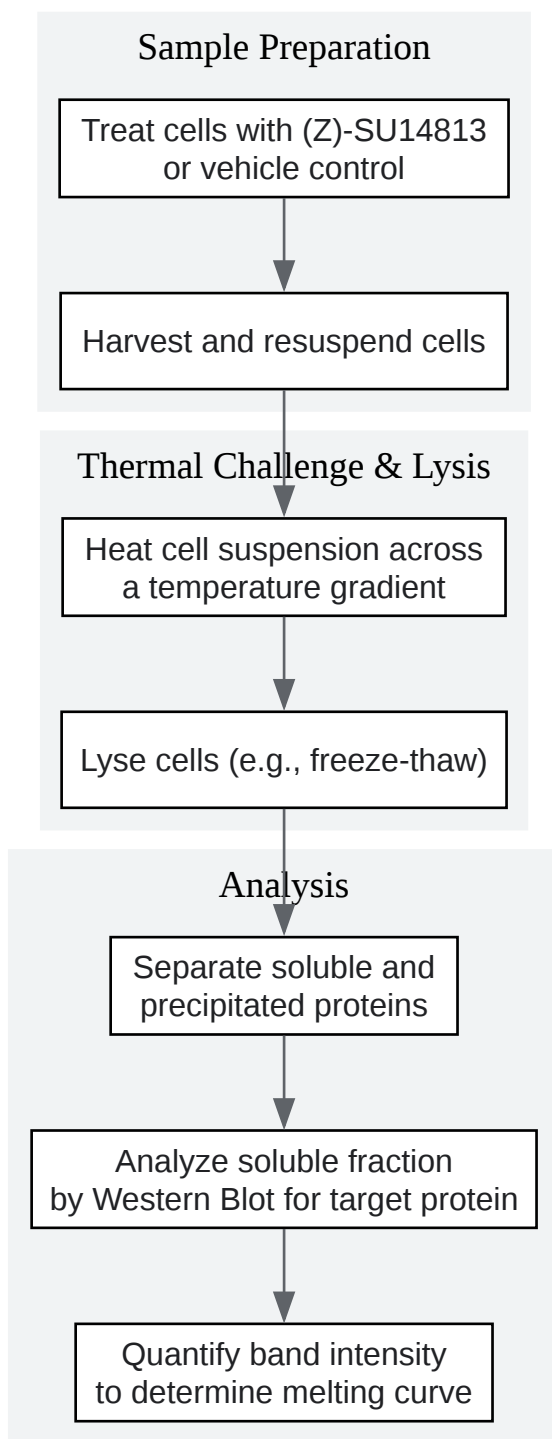 Sample Preparation
Treat cells with (Z)-SU14813
or vehicle control
Harvest and resuspend cells
Thermal Challenge & Lysis
Heat cell suspension across
a temperature gradient
Lyse cells (e.g., freeze-thaw)
Analysis
Separate soluble and
precipitated proteins
Analyze soluble fraction
by Western Blot for target protein
Quantify band intensity
to determine melting curve